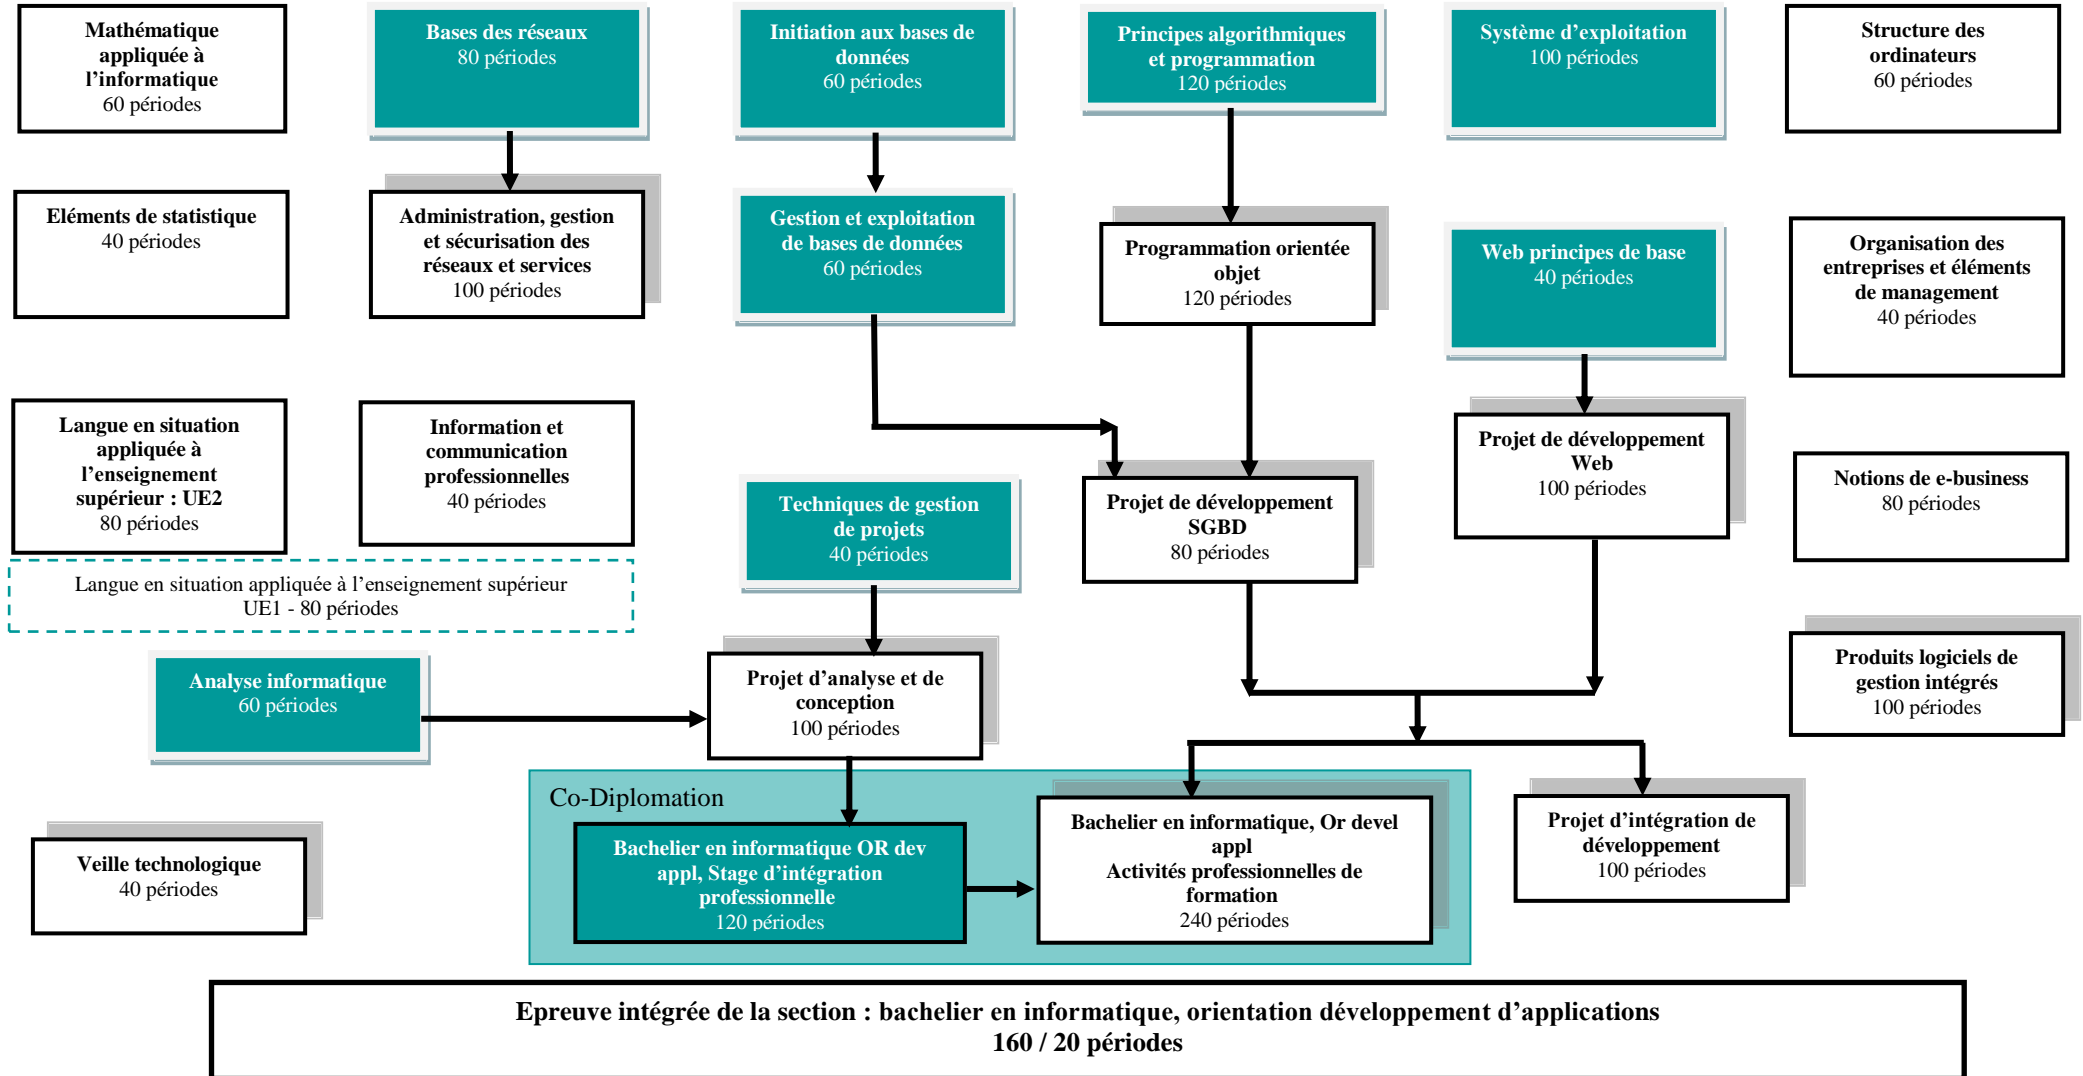 Mathématique
appliquée à
l'informatique
60 périodes
Bases des réseaux
80 périodes
Initiation aux bases de
données
60 périodes
Principes algorithmiques
et programmation
120 périodes
Système d'exploitation
100 périodes
Structure des
ordinateurs
60 périodes
Eléments de statistique
40 périodes
Administration, gestion
et sécurisation des
réseaux et services
100 périodes
Gestion et exploitation
de bases de données
60 périodes
Programmation orientée
objet
120 périodes
Web principes de base
40 périodes
Organisation des
entreprises et éléments
de management
40 périodes
Langue en situation
appliquée à
l'enseignement
supérieur : UE2
80 périodes
Information et
communication
professionnelles
40 périodes
Techniques de gestion
de projets
40 périodes
Projet de développement
SGBD
80 périodes
Projet de développement
Web
100 périodes
Notions de e-business
80 périodes
Langue en situation appliquée à l'enseignement supérieur
UE1 - 80 périodes
Analyse informatique
60 périodes
Projet d'analyse et de
conception
100 périodes
Produits logiciels de
gestion intégrés
100 périodes
Co-Diplomation
Veille technologique
40 périodes
Bachelier en informatique OR dev
appl, Stage d'intégration
professionnelle
120 périodes
Bachelier en informatique, Or devel
appl
Activités professionnelles de
formation
240 périodes
Projet d'intégration de
développement
100 périodes
Epreuve intégrée de la section : bachelier en informatique, orientation développement d'applications
160 / 20 périodes